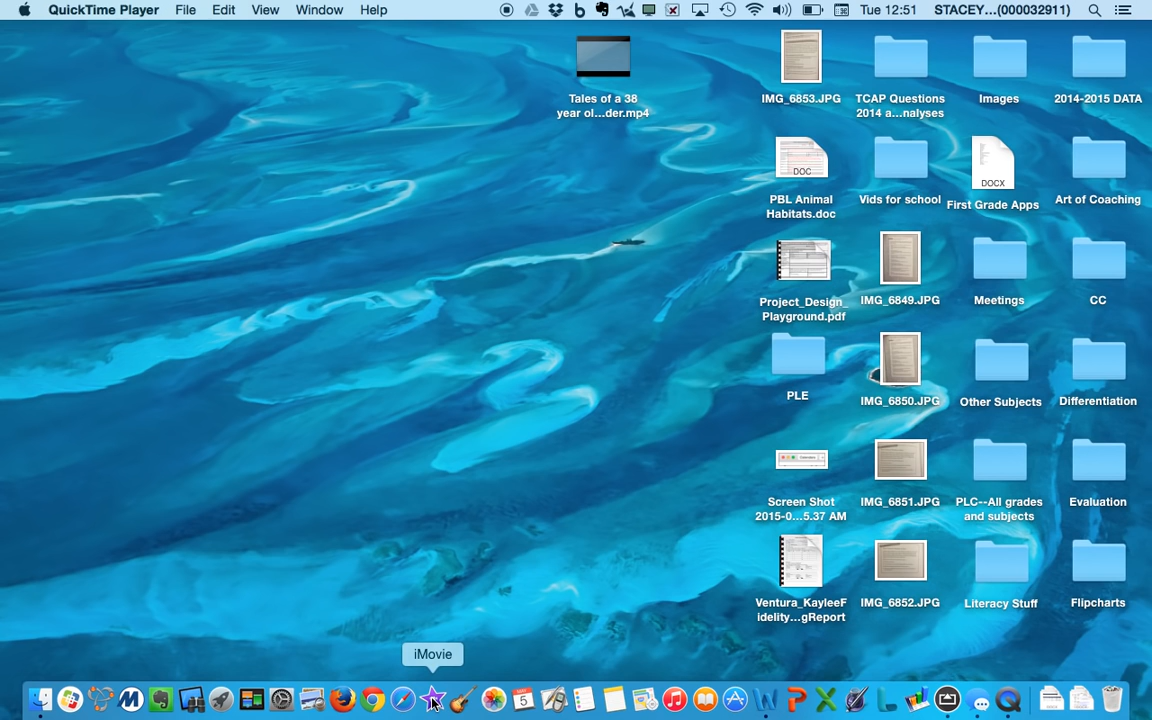 QuickTime Player File Edit View Window Help Tue 12:51 STACEY...(000032911)
Tales of a 38
year ol...der.mp4
IMG_6853.JPG
TCAP Questions
2014 a...nalyses
Images
2014-2015 DATA
DOC
PBL Animal
Habitats.doc
Vids for school
DOCX
First Grade Apps
Art of Coaching
Project_Design_
Playground.pdf
IMG_6849.JPG
Meetings
CC
PLE
IMG_6850.JPG
Other Subjects
Differentiation
Screen Shot
2015-0...5.37 AM
IMG_6851.JPG
PLC--All grades
and subjects
Evaluation
Ventura_KayleeF
idelity...gReport
IMG_6852.JPG
Literacy Stuff
Flipcharts
iMovie
5